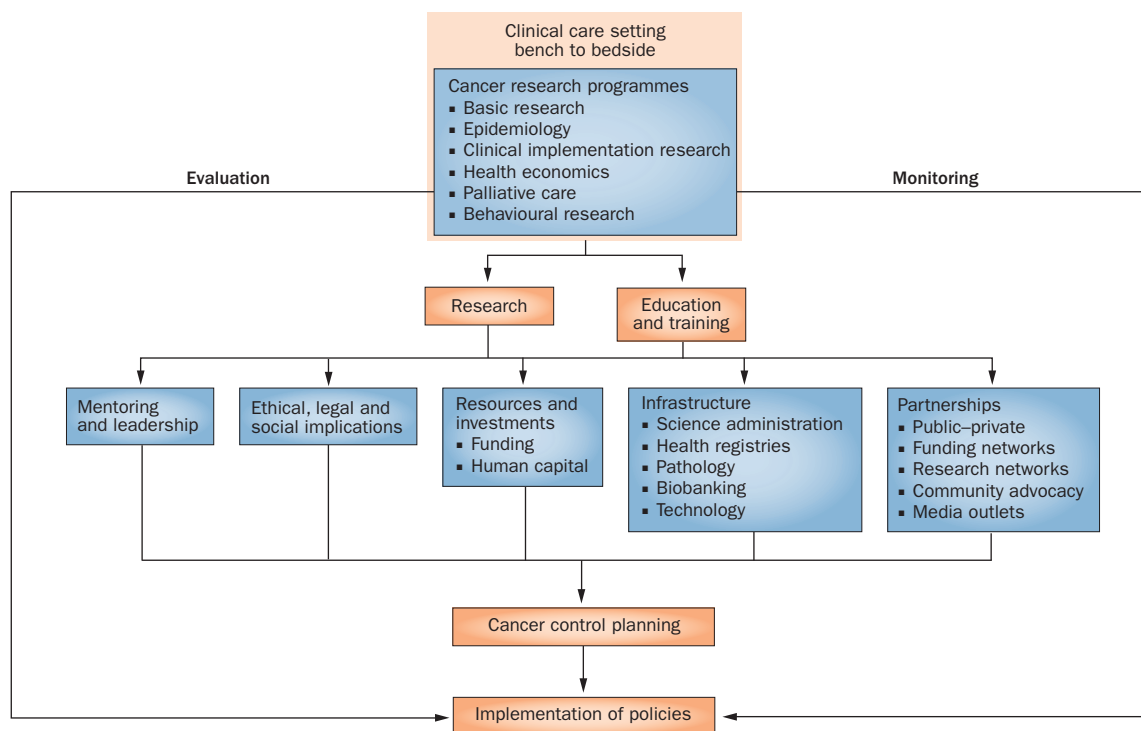 Clinical care setting
bench to bedside
Cancer research programmes
▪ Basic research
▪ Epidemiology
▪ Clinical implementation research
▪ Health economics
▪ Palliative care
▪ Behavioural research
Evaluation
Monitoring
Research
Education
and training
Mentoring
and leadership
Ethical, legal and
social implications
Resources and
investments
▪ Funding
▪ Human capital
Infrastructure
▪ Science administration
▪ Health registries
▪ Pathology
▪ Biobanking
▪ Technology
Partnerships
▪ Public–private
▪ Funding networks
▪ Research networks
▪ Community advocacy
▪ Media outlets
Cancer control planning
Implementation of policies